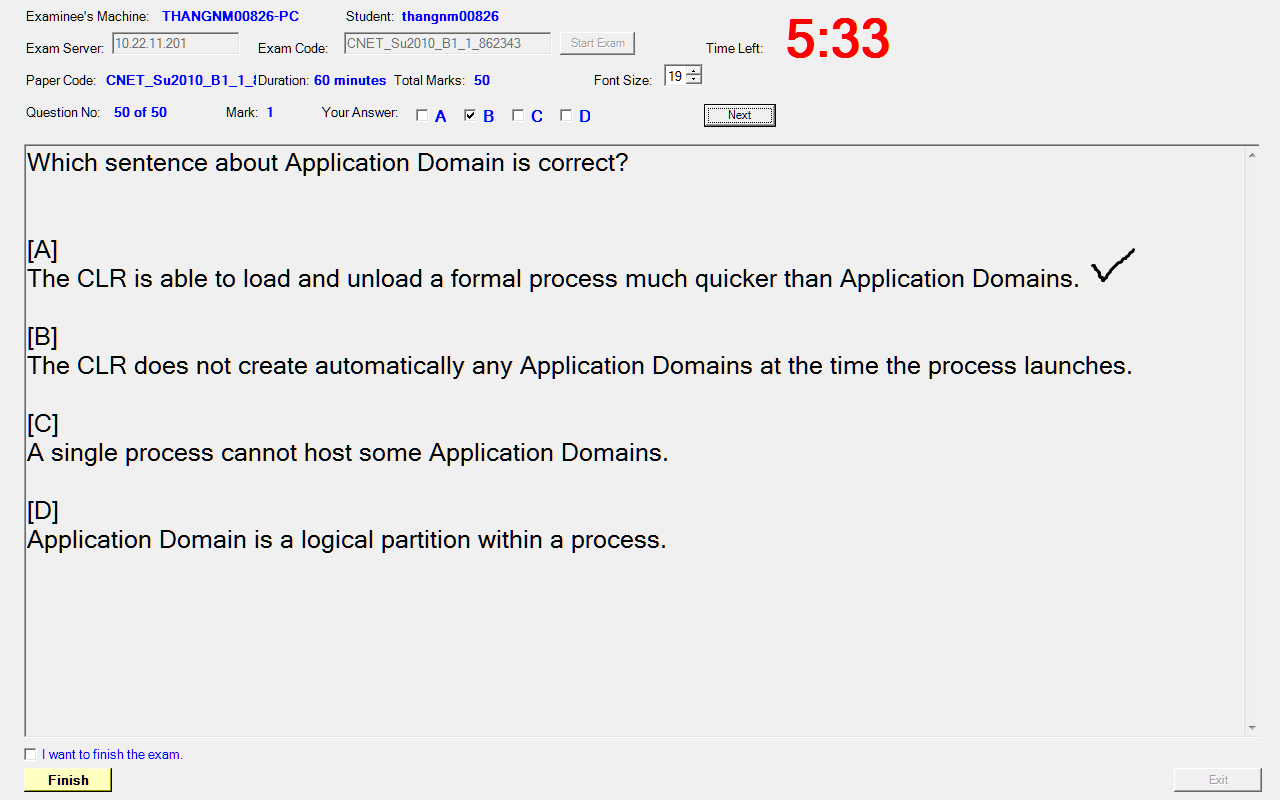 Examinee's Machine: THANGNM00826-PC Student: thangnm00826
Exam Server: 10.22.11.201 Exam Code: CNET_Su2010_B1_1_862343 Start Exam Time Left: 5:33
Paper Code: CNET_Su2010_B1_1_ Duration: 60 minutes Total Marks: 50 Font Size: 19
Question No: 50 of 50 Mark: 1 Your Answer: A B C D Next
Which sentence about Application Domain is correct?
[A]
The CLR is able to load and unload a formal process much quicker than Application Domains.
[B]
The CLR does not create automatically any Application Domains at the time the process launches.
[C]
A single process cannot host some Application Domains.
[D]
Application Domain is a logical partition within a process.
I want to finish the exam.
Finish Exit